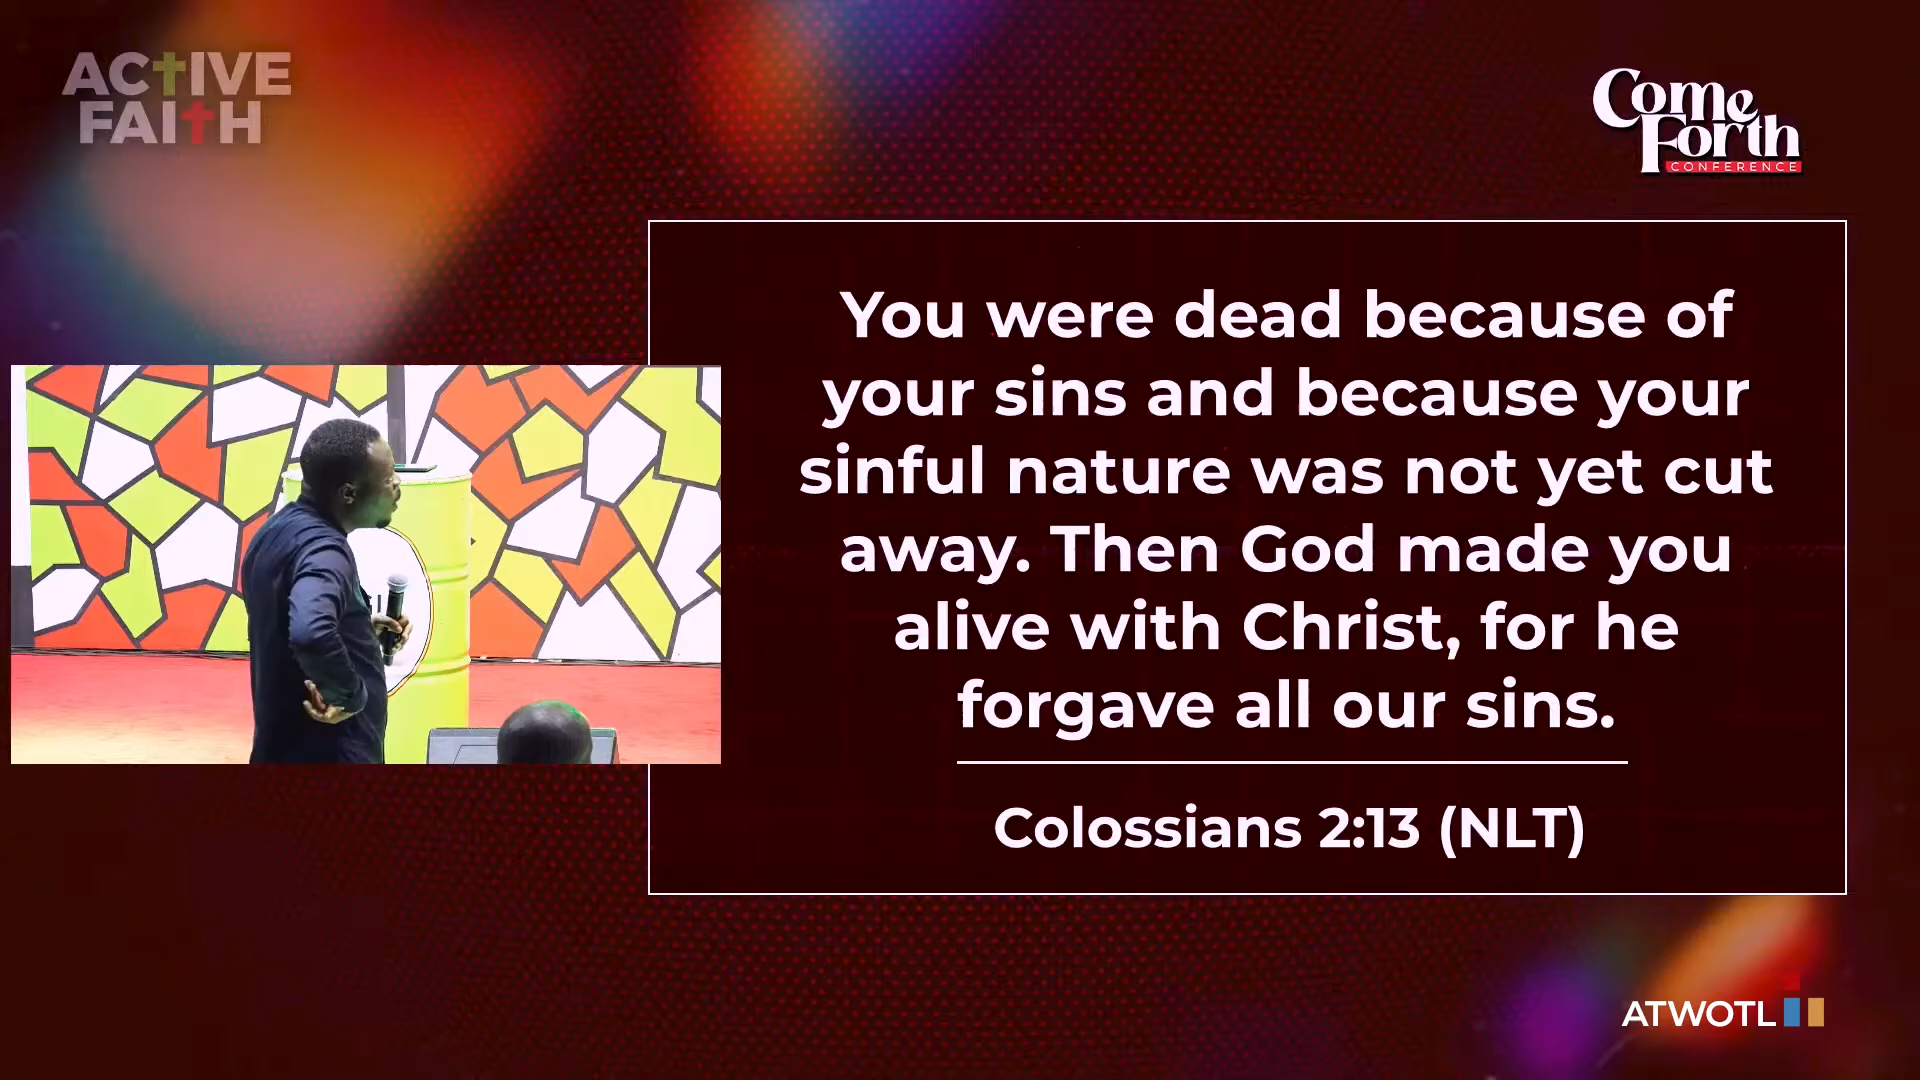 ACTIVE
FAITH
Come
Forth
CONFERENCE
You were dead because of
your sins and because your
sinful nature was not yet cut
away. Then God made you
alive with Christ, for he
forgave all our sins.
Colossians 2:13 (NLT)
ATWOTL